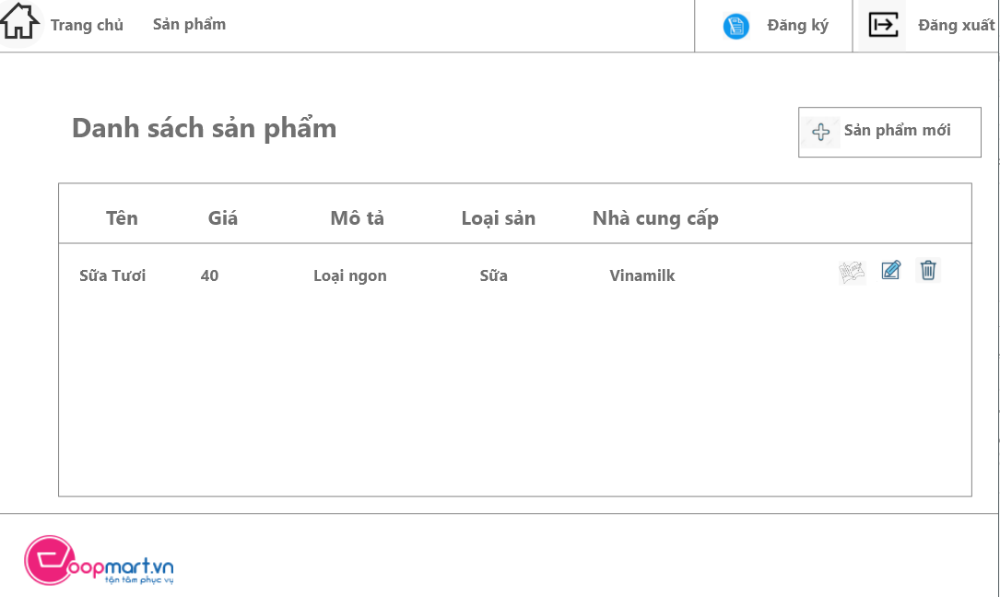 Trang chủ Sản phẩm Đăng ký Đăng xuất
Danh sách sản phẩm
Sản phẩm mới
Tên Giá Mô tả Loại sản Nhà cung cấp
Sữa Tươi 40 Loại ngon Sữa Vinamilk
coopmart.vn
tận tâm phục vụ